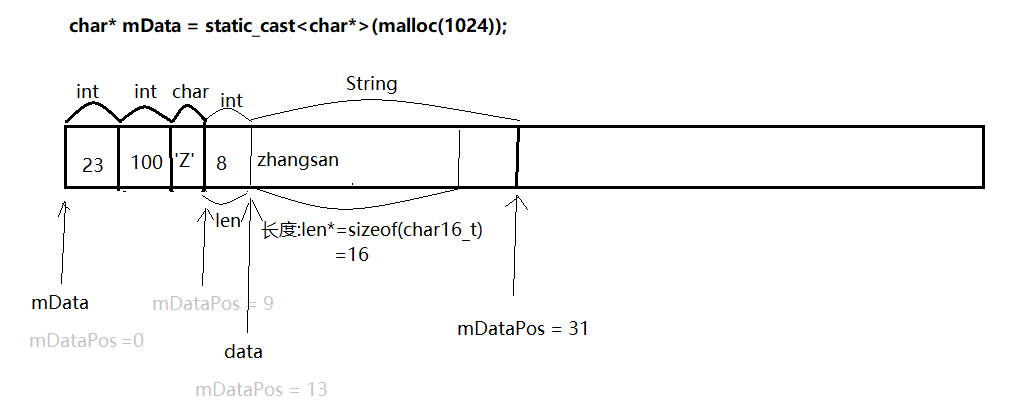 char* mData = static_cast<char*>(malloc(1024));
int int char int String
23 100 'Z' 8 zhangsan
len 长度:len*=sizeof(char16_t)
=16
mData mDataPos = 9 mDataPos = 31
mDataPos =0 data
mDataPos = 13